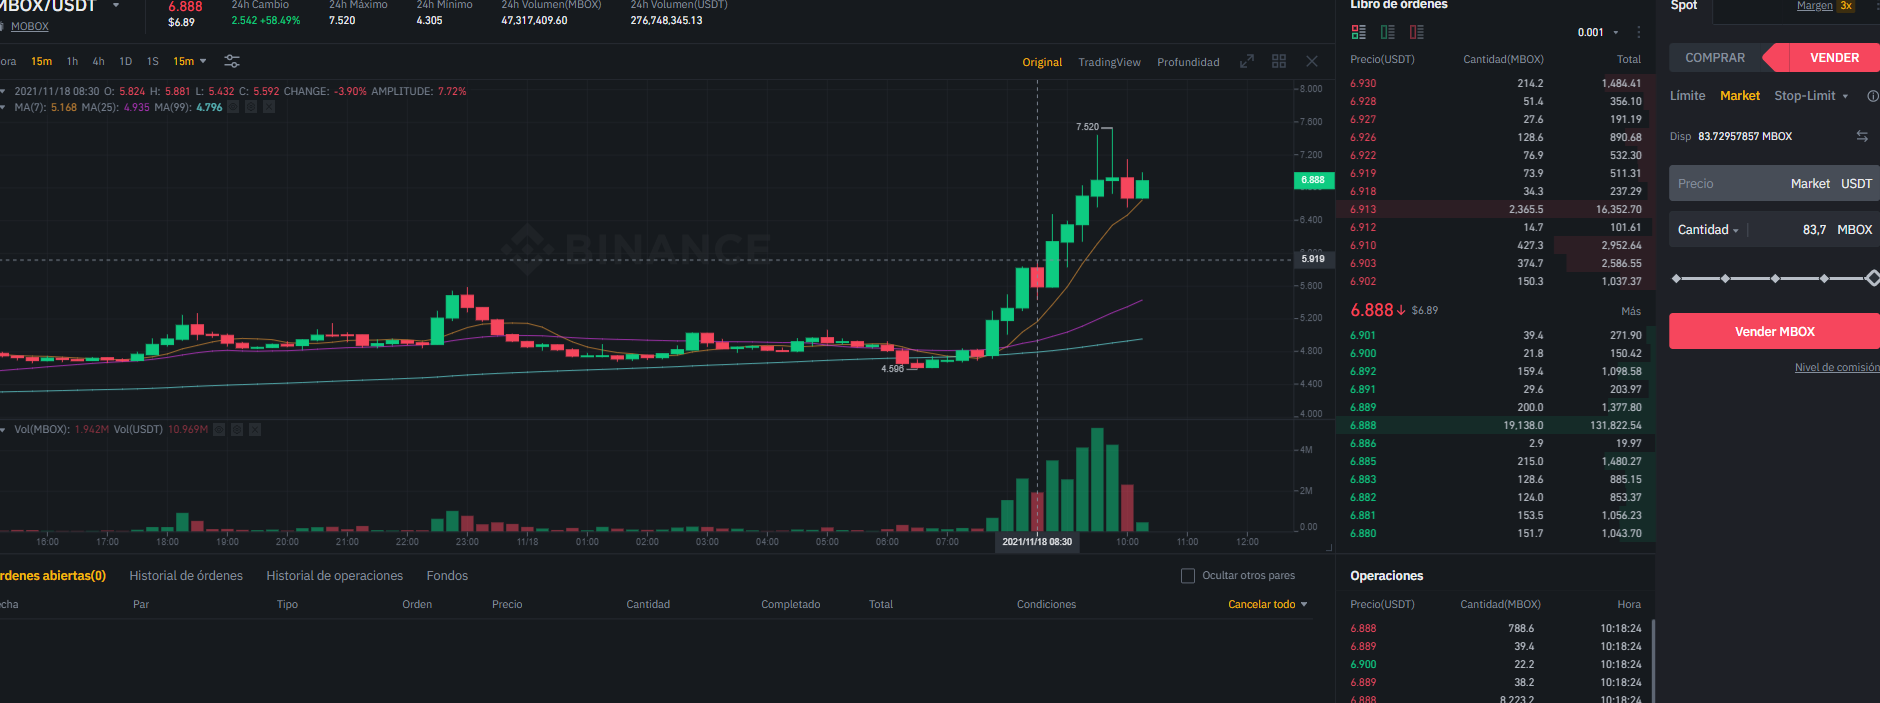 MBOX/USDT
6.888
$6.89
MOBOX
24h Cambio
2.542 +58.49%
24h Máximo
7.520
24h Mínimo
4.305
24h Volumen(MBOX)
47,317,409.60
24h Volumen(USDT)
276,748,345.13
ora 15m 1h 4h 1D 1S 15m
Original TradingView Profundidad
2021/11/18 08:30 O: 5.824 H: 5.881 L: 5.432 C: 5.592 CHANGE: -3.90% AMPLITUDE: 7.72%
MA(7): 5.168 MA(25): 4.935 MA(99): 4.796
BINANCE
7.520
4.596
8.000
7.600
7.200
6.888
6.400
5.919
5.600
5.200
4.800
4.400
4.000
Vol(MBOX): 1.942M Vol(USDT) 10.969M
4M
2M
0.00
16:00 17:00 18:00 19:00 20:00 21:00 22:00 23:00 11/18 01:00 02:00 03:00 04:00 05:00 06:00 07:00 2021/11/18 08:30 10:00 11:00 12:00
rdenes abiertas(0) Historial de órdenes Historial de operaciones Fondos
Ocultar otros pares
echa Par Tipo Orden Precio Cantidad Completado Total Condiciones Cancelar todo
Libro de órdenes
0.001
Precio(USDT) Cantidad(MBOX) Total
6.930 214.2 1,484.41
6.928 51.4 356.10
6.927 27.6 191.19
6.926 128.6 890.68
6.922 76.9 532.30
6.919 73.9 511.31
6.918 34.3 237.29
6.913 2,365.5 16,352.70
6.912 14.7 101.61
6.910 427.3 2,952.64
6.903 374.7 2,586.55
6.902 150.3 1,037.37
6.888↓ $6.89 Más
6.901 39.4 271.90
6.900 21.8 150.42
6.892 159.4 1,098.58
6.891 29.6 203.97
6.889 200.0 1,377.80
6.888 19,138.0 131,822.54
6.886 2.9 19.97
6.885 215.0 1,480.27
6.883 128.6 885.15
6.882 124.0 853.37
6.881 153.5 1,056.23
6.880 151.7 1,043.70
Operaciones
Precio(USDT) Cantidad(MBOX) Hora
6.888 788.6 10:18:24
6.889 39.4 10:18:24
6.900 22.2 10:18:24
6.889 38.2 10:18:24
6.888 8,223.2 10:18:24
Spot
Margen 3x
COMPRAR VENDER
Límite Market Stop-Limit
Disp 83.72957857 MBOX
Precio Market USDT
Cantidad 83,7 MBOX
Vender MBOX
Nivel de comisión